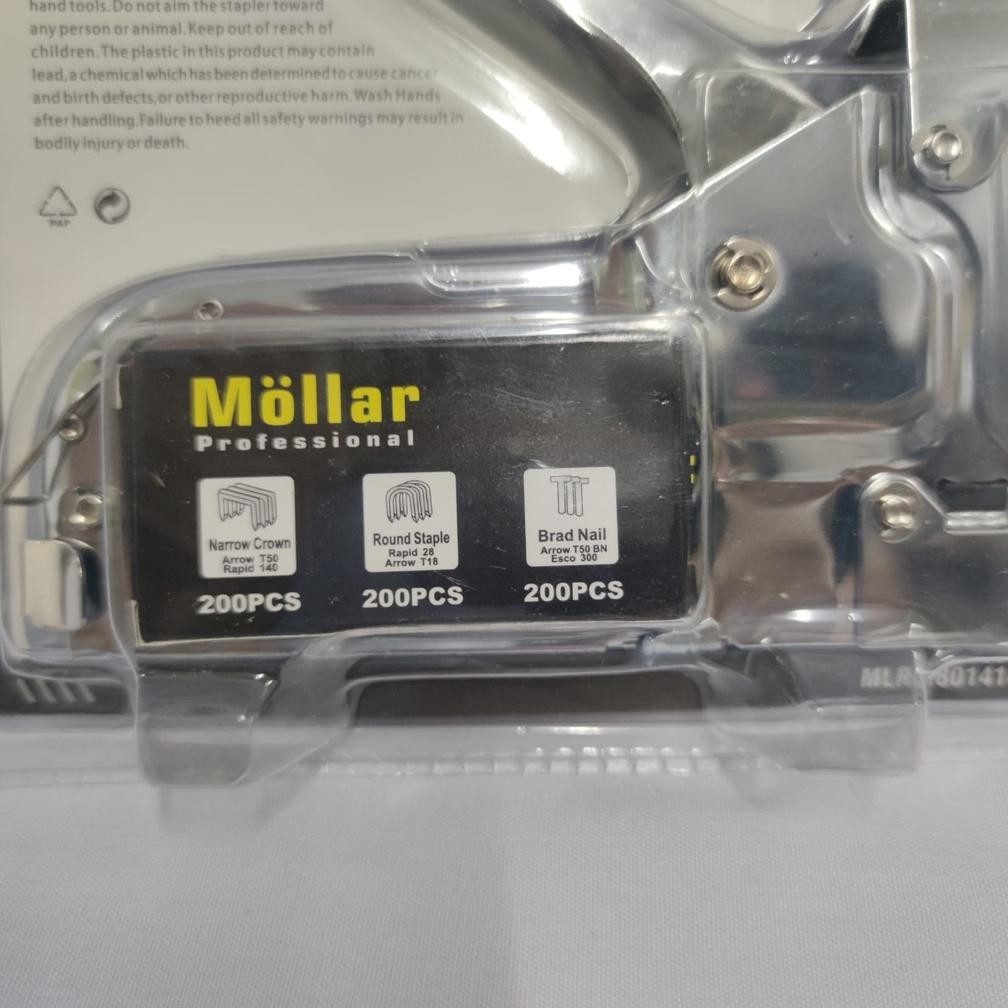 hand tools. Do not aim the stapler toward
any person or animal. Keep out of reach of
children. The plastic in this product may contain
lead, a chemical which has been determined to cause cancer
and birth defects, or other reproductive harm. Wash Hands
after handling. Failure to heed all safety warnings may result in
bodily injury or death.
PAP
Möllar
Professional
Narrow Crown
Arrow T50
Rapid 140
200PCS
Round Staple
Rapid 28
Arrow T18
200PCS
Brad Nail
Arrow T50 BN
Esco 300
200PCS